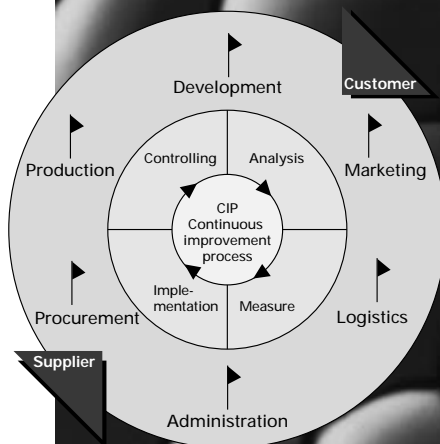 Development
Customer
Production
Controlling
Analysis
Marketing
CIP
Continuous
improvement
process
Procurement
Imple-
mentation
Measure
Logistics
Supplier
Administration